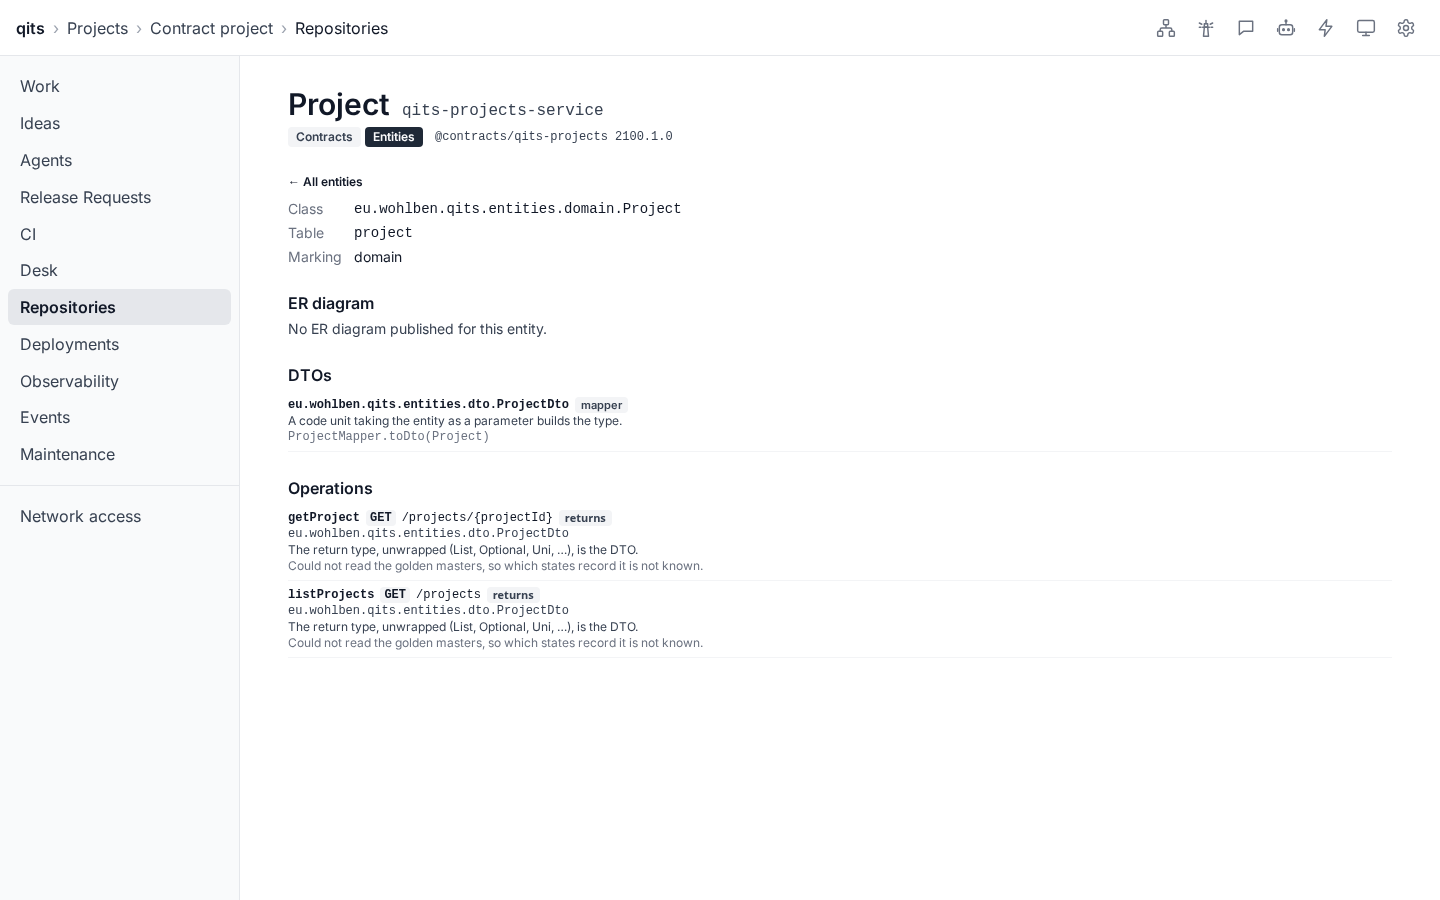 qits › Projects › Contract project › Repositories
Work
Ideas
Agents
Release Requests
CI
Desk
Repositories
Deployments
Observability
Events
Maintenance
Network access
Project qits-projects-service
Contracts Entities @contracts/qits-projects 2100.1.0
← All entities
Class eu.wohlben.qits.entities.domain.Project
Table project
Marking domain
ER diagram
No ER diagram published for this entity.
DTOs
eu.wohlben.qits.entities.dto.ProjectDto mapper
A code unit taking the entity as a parameter builds the type.
ProjectMapper.toDto(Project)
Operations
getProject GET /projects/{projectId} returns
eu.wohlben.qits.entities.dto.ProjectDto
The return type, unwrapped (List, Optional, Uni, …), is the DTO.
Could not read the golden masters, so which states record it is not known.
listProjects GET /projects returns
eu.wohlben.qits.entities.dto.ProjectDto
The return type, unwrapped (List, Optional, Uni, …), is the DTO.
Could not read the golden masters, so which states record it is not known.